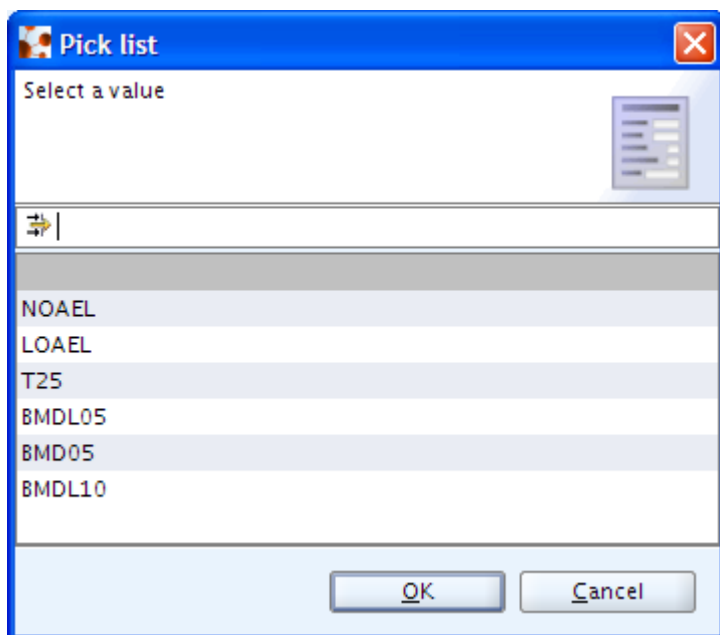 Pick list
Select a value
NOAEL
LOAEL
T25
BMDL05
BMD05
BMDL10
OK
Cancel